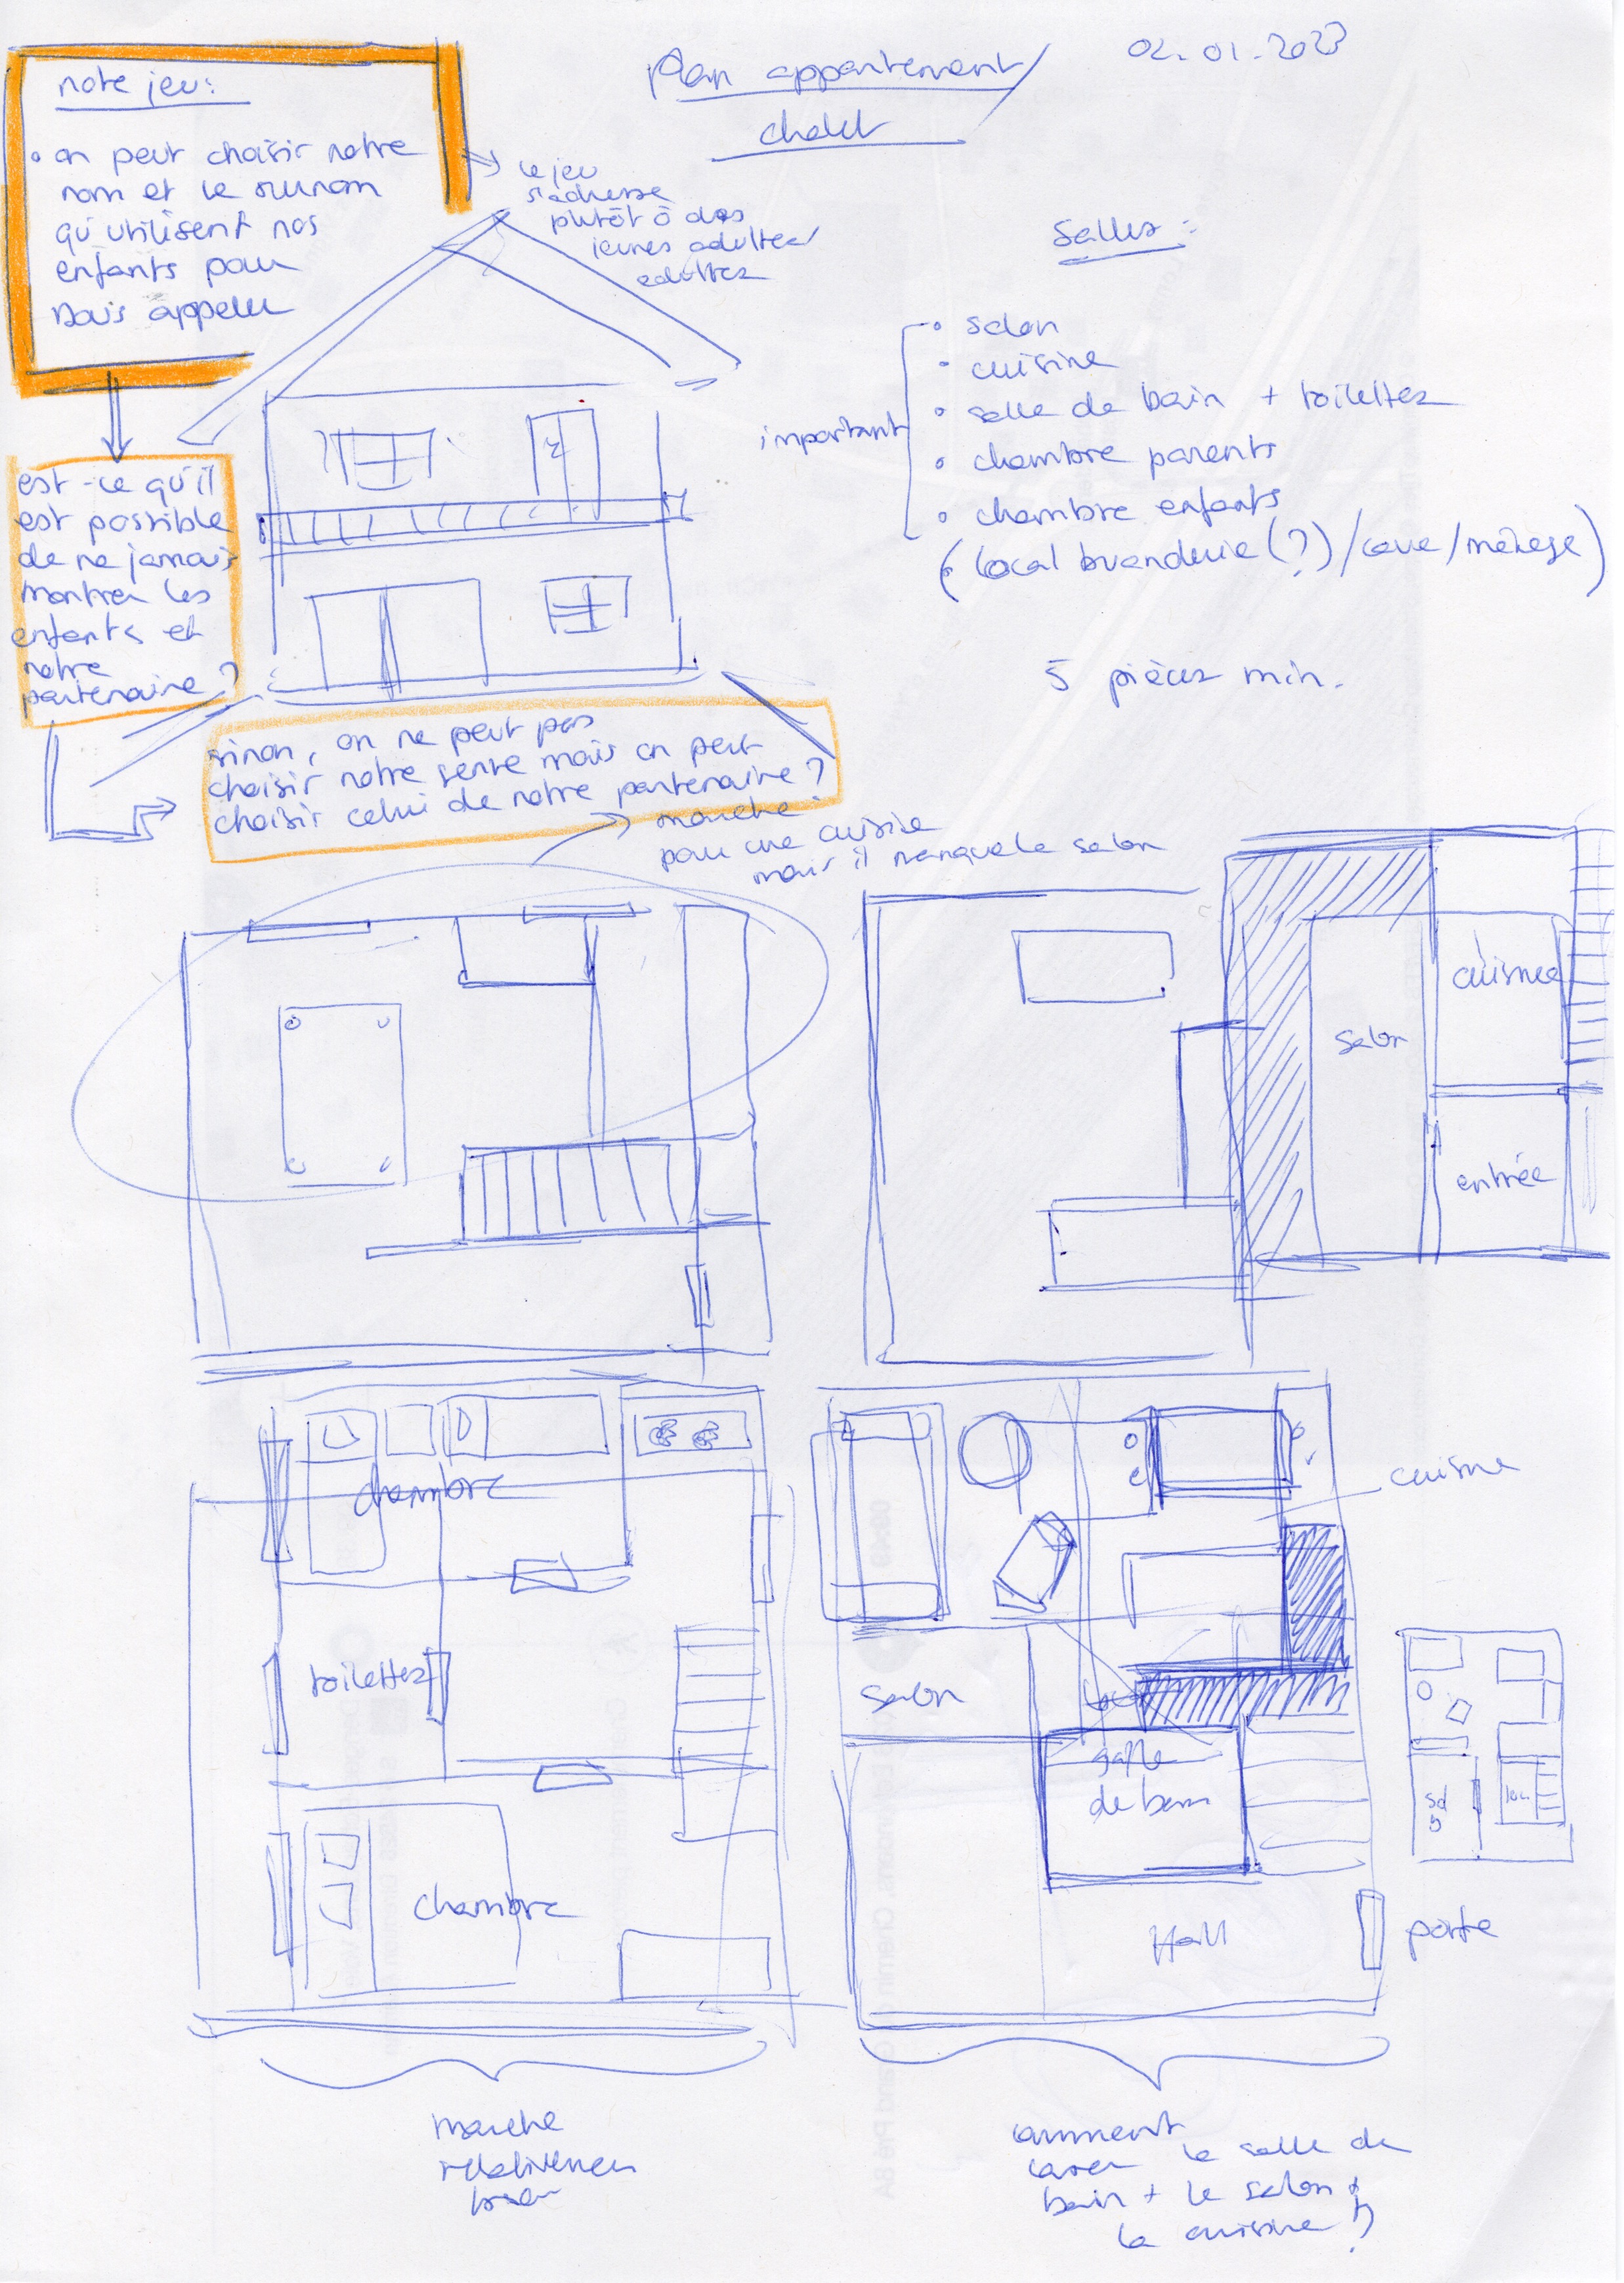 Plan appartement/
chalet
02.01.2023
note jeu:
• on peut choisir notre
nom et le surnom
qu'utilisent nos
enfants pour
nous appeler
→ le jeu
s'adresse
plutôt à des
jeunes adultes/
adultes
est-ce qu'il
est possible
de ne jamais
montrer les
enfants et
notre
partenaire?
sinon, on ne peut pas
choisir notre genre mais on peut
choisir celui de notre partenaire?
Salles:
important
• salon
• cuisine
• salle de bain + toilettes
• chambre parents
• chambre enfants
(• local buanderie (?)/cave/ménage)
5 pièces min.
marche
pour une cuisine
mais il manque le salon
cuisine
salon
entrée
chambre
toilettes
chambre
cuisine
salon
salle
de bain
Hall
porte
marche
relativement
bien
comment
caser la salle de
bain + le salon &
la cuisine?